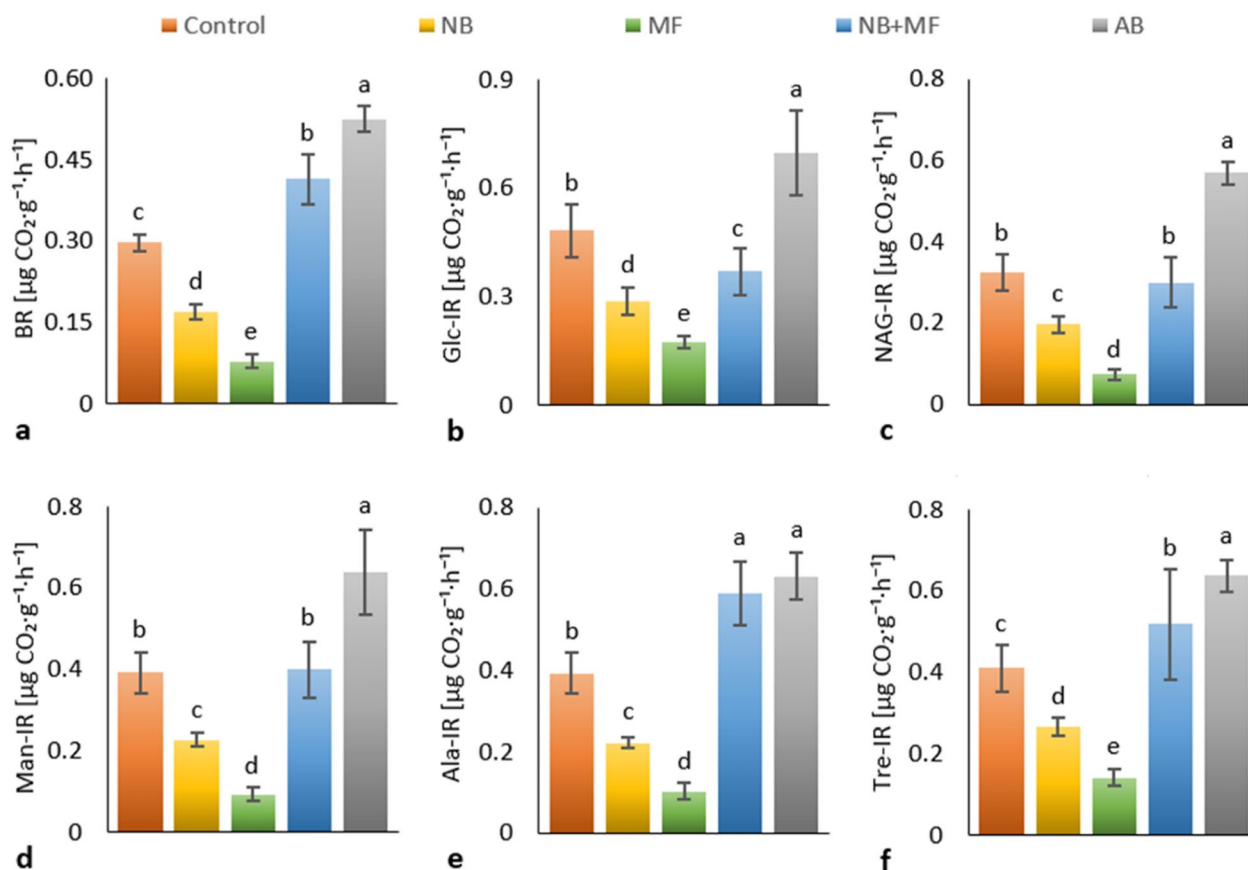 Control NB MF NB+MF AB
BR [µg CO₂·g⁻¹·h⁻¹]
0.60
0.45
0.30
0.15
0
c
d
e
b
a
a
Glc-IR [µg CO₂·g⁻¹·h⁻¹]
0.9
0.6
0.3
0
b
d
e
c
a
b
NAG-IR [µg CO₂·g⁻¹·h⁻¹]
0.8
0.6
0.4
0.2
0
b
c
d
b
a
c
Man-IR [µg CO₂·g⁻¹·h⁻¹]
0.8
0.6
0.4
0.2
0
b
c
d
b
a
d
Ala-IR [µg CO₂·g⁻¹·h⁻¹]
0.8
0.6
0.4
0.2
0
b
c
d
a
a
e
Tre-IR [µg CO₂·g⁻¹·h⁻¹]
0.8
0.6
0.4
0.2
0
c
d
e
b
a
f